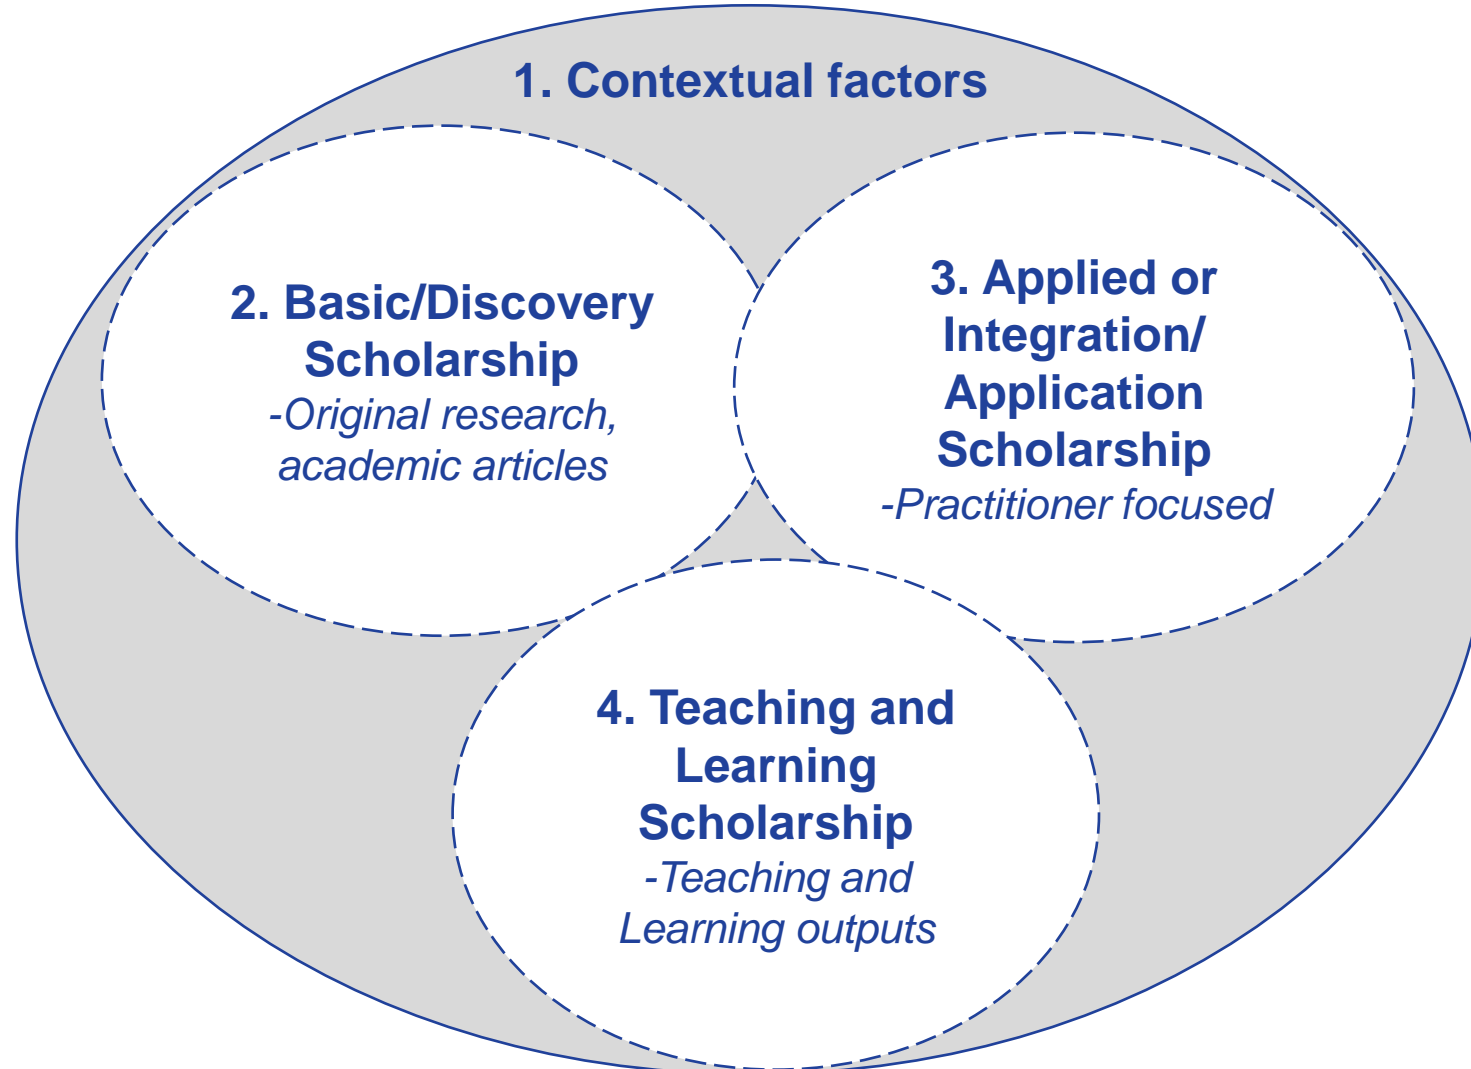 1. Contextual factors
2. Basic/Discovery
Scholarship
-Original research,
academic articles
3. Applied or
Integration/
Application
Scholarship
-Practitioner focused
4. Teaching and
Learning
Scholarship
-Teaching and
Learning outputs